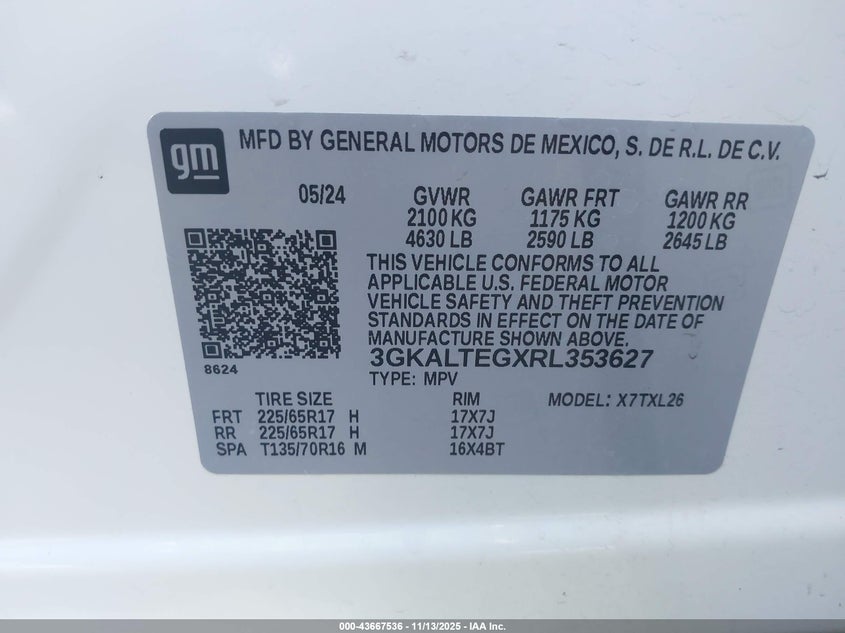 gm
MFD BY GENERAL MOTORS DE MEXICO, S. DE R.L. DE C.V.
05/24 GVWR GAWR FRT GAWR RR
2100 KG 1175 KG 1200 KG
4630 LB 2590 LB 2645 LB
THIS VEHICLE CONFORMS TO ALL
APPLICABLE U.S. FEDERAL MOTOR
VEHICLE SAFETY AND THEFT PREVENTION
STANDARDS IN EFFECT ON THE DATE OF
MANUFACTURE SHOWN ABOVE.
3GKALTEGXRL353627
8624
TYPE: MPV
TIRE SIZE RIM MODEL: X7TXL26
FRT 225/65R17 H 17X7J
RR 225/65R17 H 17X7J
SPA T135/70R16 M 16X4BT
000-43667536 - 11/13/2025 - IAA Inc.